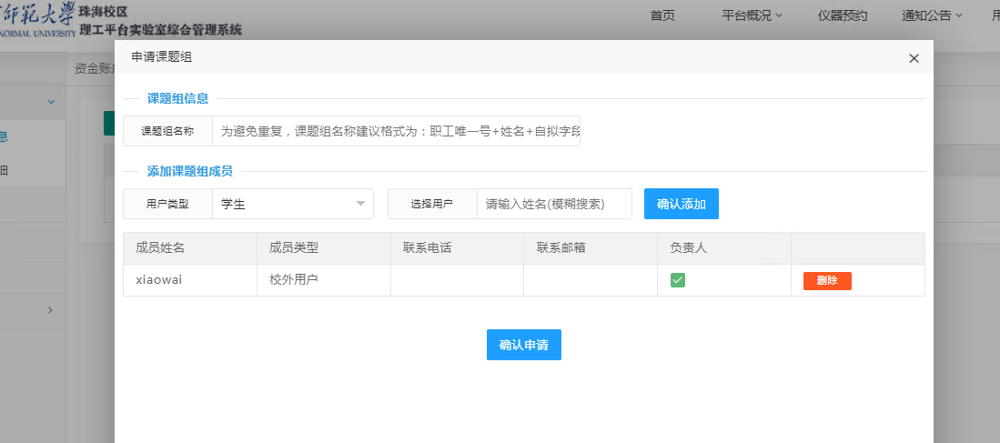 师範大学 珠海校区
NORMAL UNIVERSITY 理工平台实验室综合管理系统
首页 平台概况 仪器预约 通知公告 用
申请课题组
资金账户
课题组信息
课题组名称 为避免重复，课题组名称建议格式为：职工唯一号+姓名+自拟字段
息
添加课题组成员
细
用户类型 学生 选择用户 请输入姓名(模糊搜索) 确认添加
成员姓名 成员类型 联系电话 联系邮箱 负责人
xiaowai 校外用户 删除
确认申请